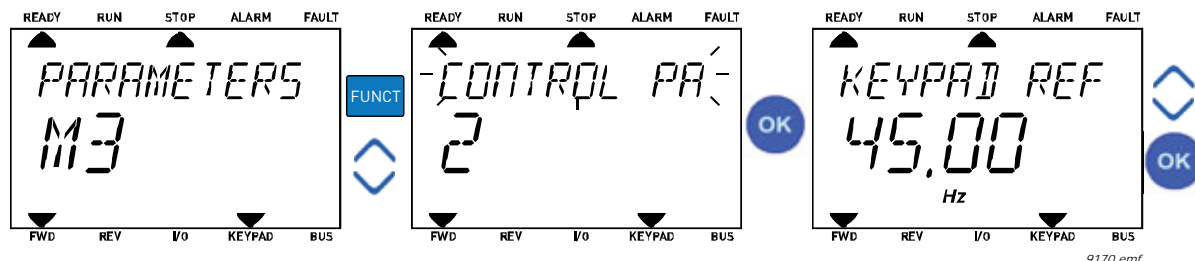 READY RUN STOP ALARM FAULT
PARAMETERS
M3
FWD REV I/O KEYPAD BUS
FUNCT
READY RUN STOP ALARM FAULT
CONTROL PA
2
FWD REV I/O KEYPAD BUS
OK
READY RUN STOP ALARM FAULT
KEYPAD REF
45.00
Hz
FWD REV I/O KEYPAD BUS
OK
9170.emf